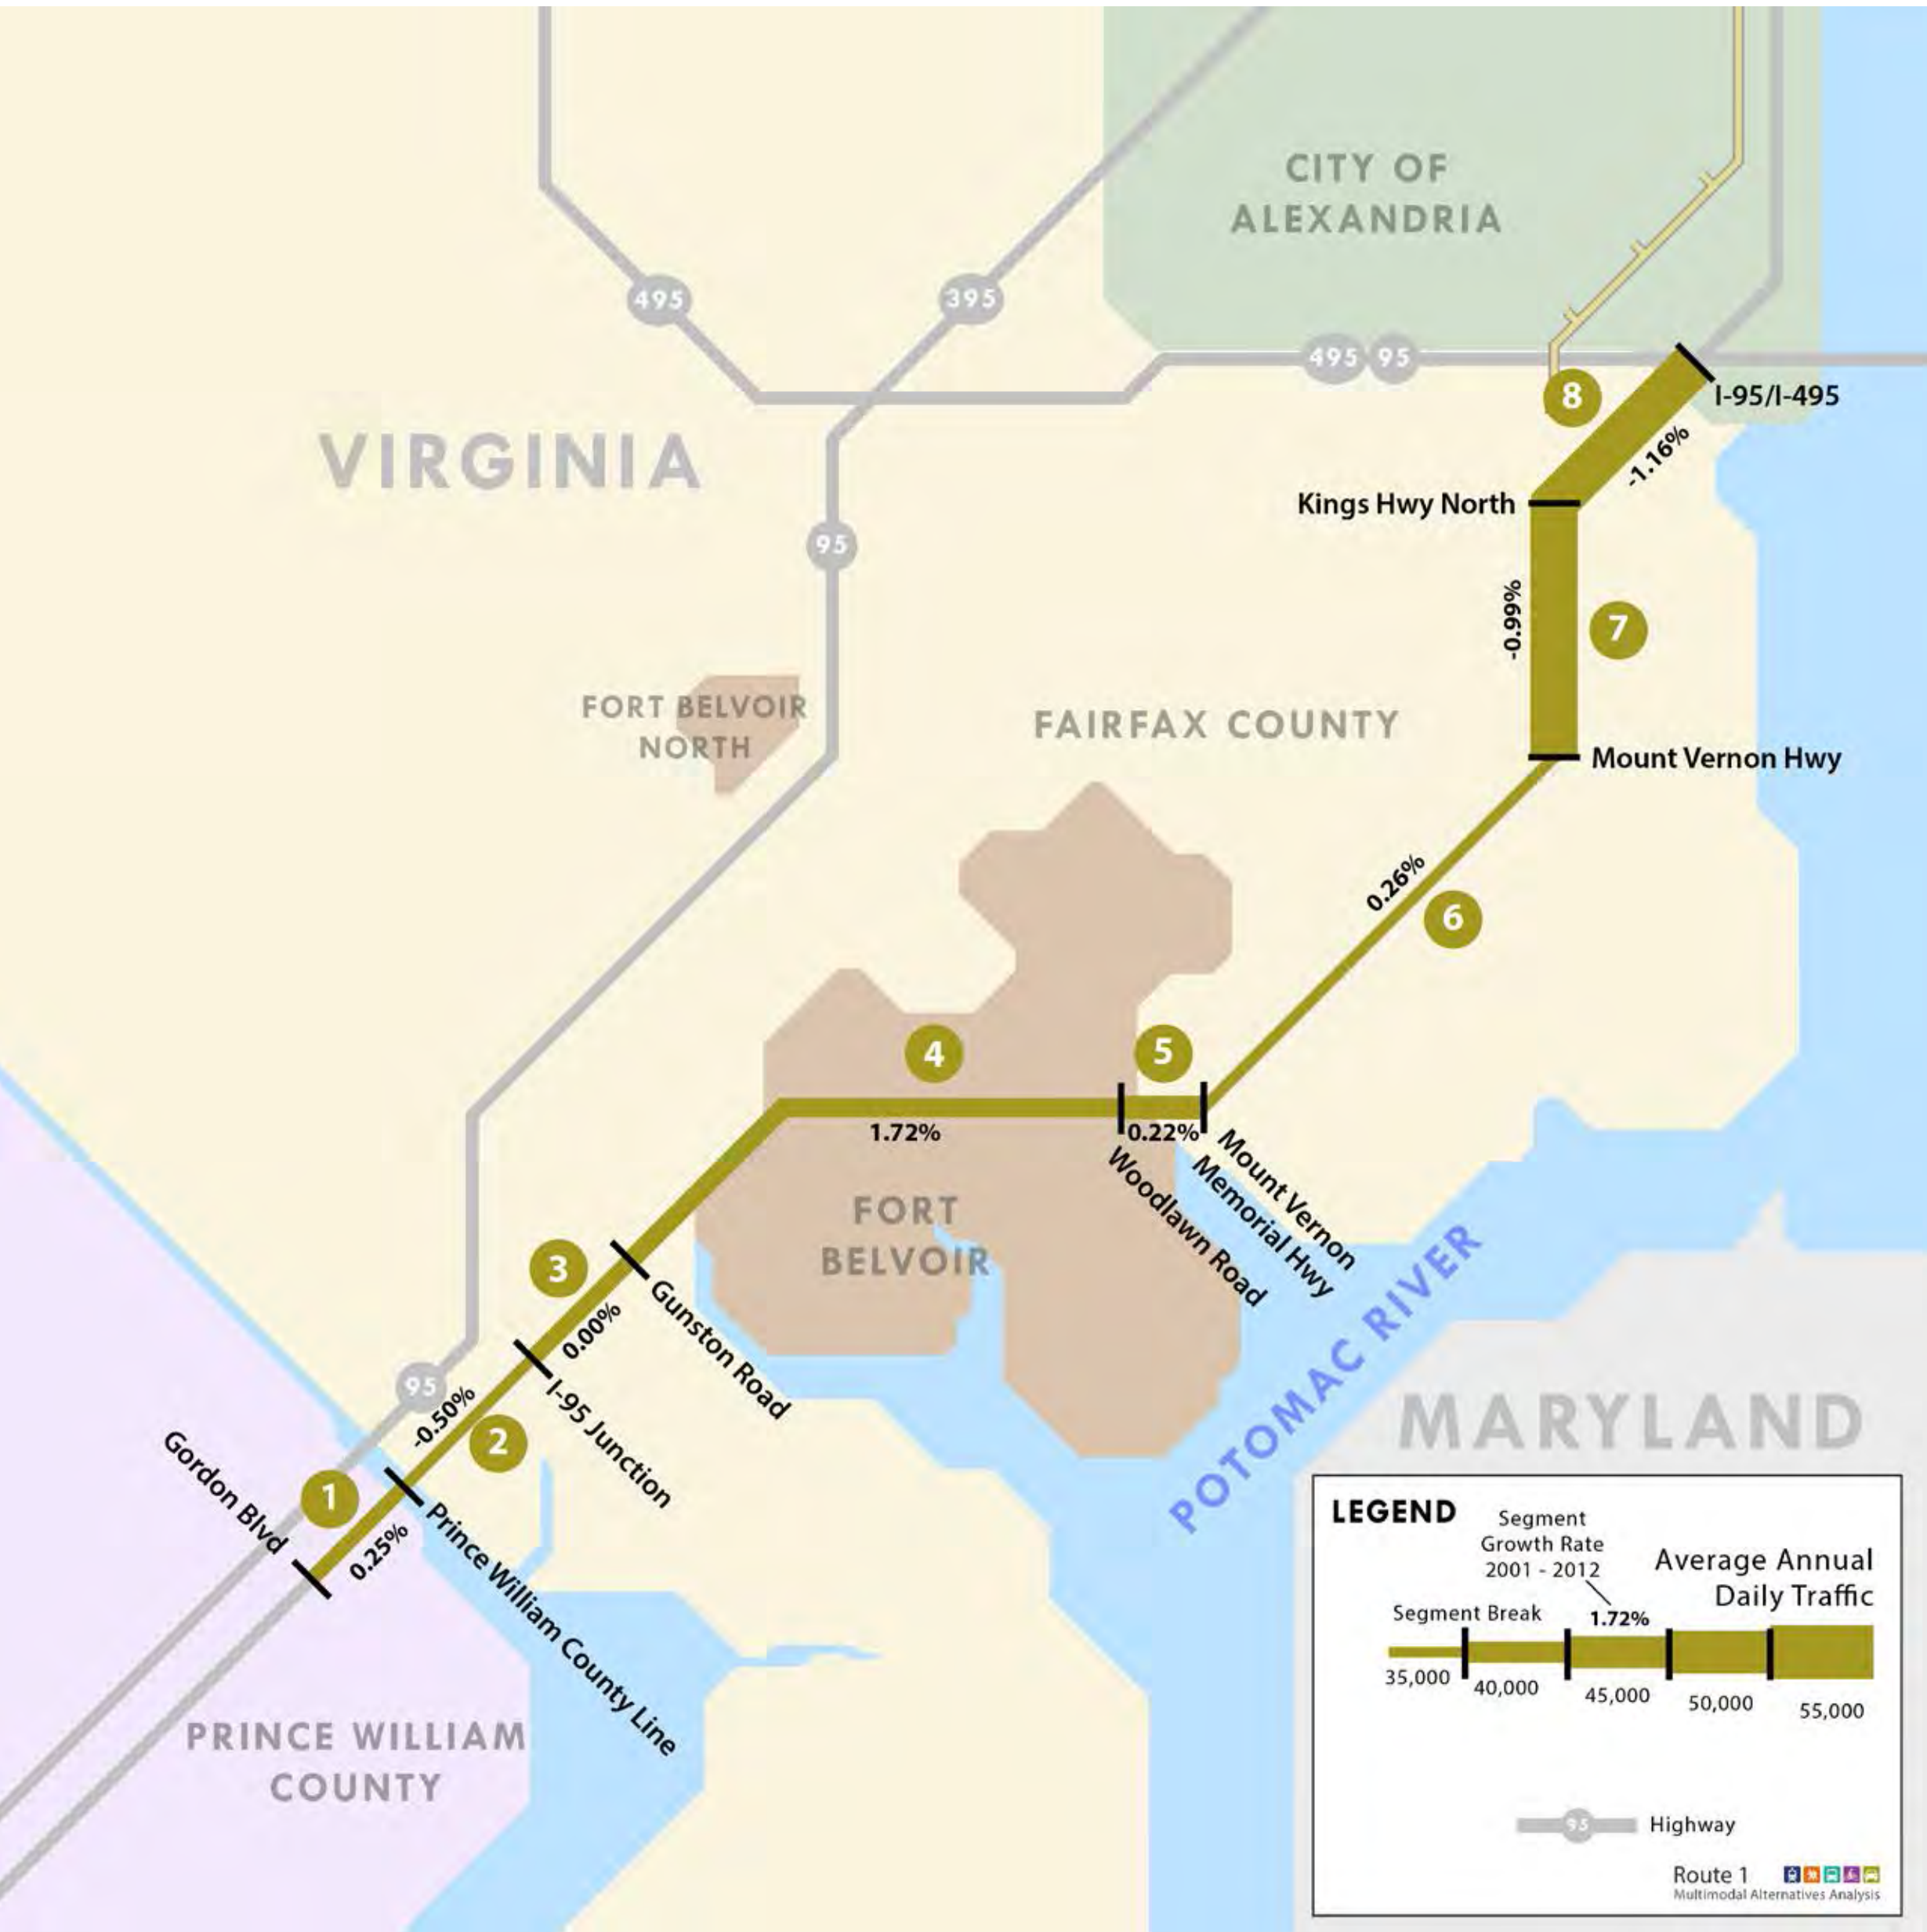 CITY OF
ALEXANDRIA
495
395
495 95
8
I-95/I-495
-1.16%
VIRGINIA
Kings Hwy North
95
-0.99%
7
FORT BELVOIR
NORTH
FAIRFAX COUNTY
Mount Vernon Hwy
0.26%
6
4
5
1.72%
0.22%
Woodlawn Road
Mount Vernon
Memorial Hwy
FORT
BELVOIR
3
0.00%
Gunston Road
POTOMAC RIVER
95
-0.50%
2
I-95 Junction
MARYLAND
Gordon Blvd
1
0.25%
Prince William County Line
PRINCE WILLIAM
COUNTY
LEGEND
Segment
Growth Rate
2001 - 2012
Average Annual
Daily Traffic
Segment Break
1.72%
35,000
40,000
45,000
50,000
55,000
95
Highway
Route 1
Multimodal Alternatives Analysis